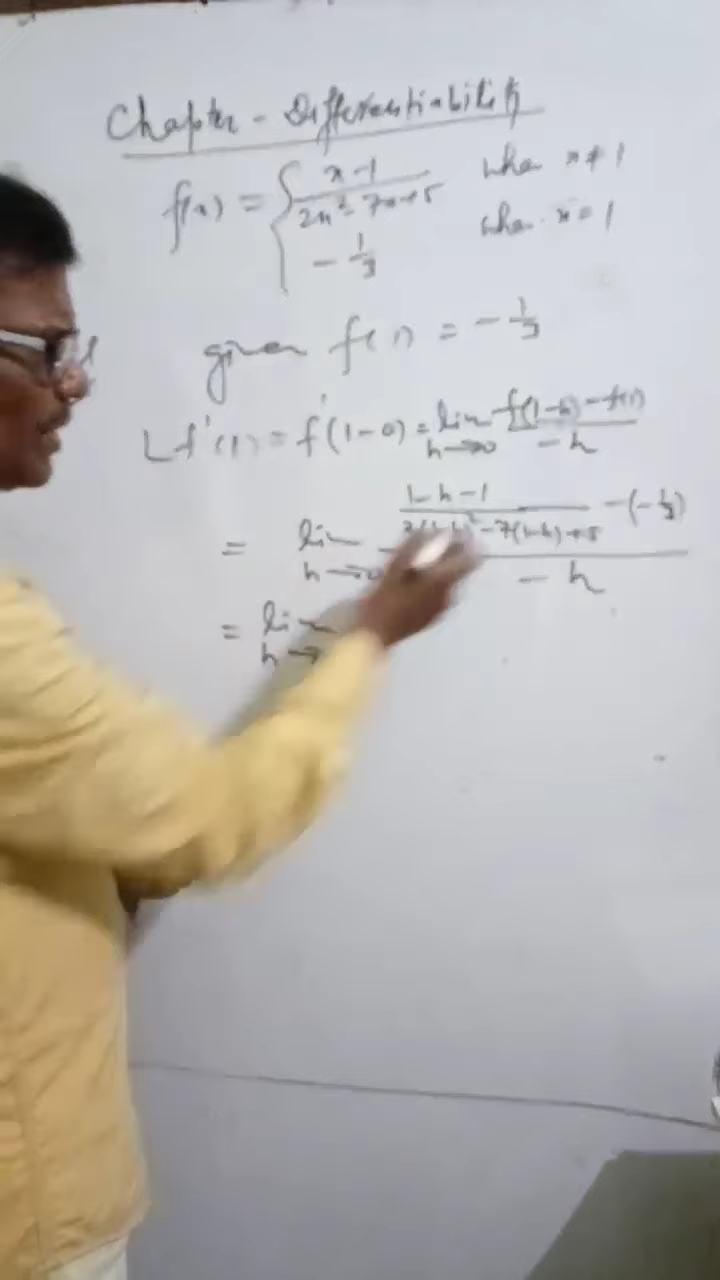 Chapter - Differentiability
f(x) = { x-1 / 2x² - 7x + 5 when x ≠ 1
-1/3 when x = 1
given f(1) = -1/3
Lf'(1) = f'(1-0) = lim h→0 f(1-h) - f(1) / -h
= lim h→0 1-h-1 / 2(1-h)² - 7(1-h) + 5 - (-1/3) / -h
= lim h→